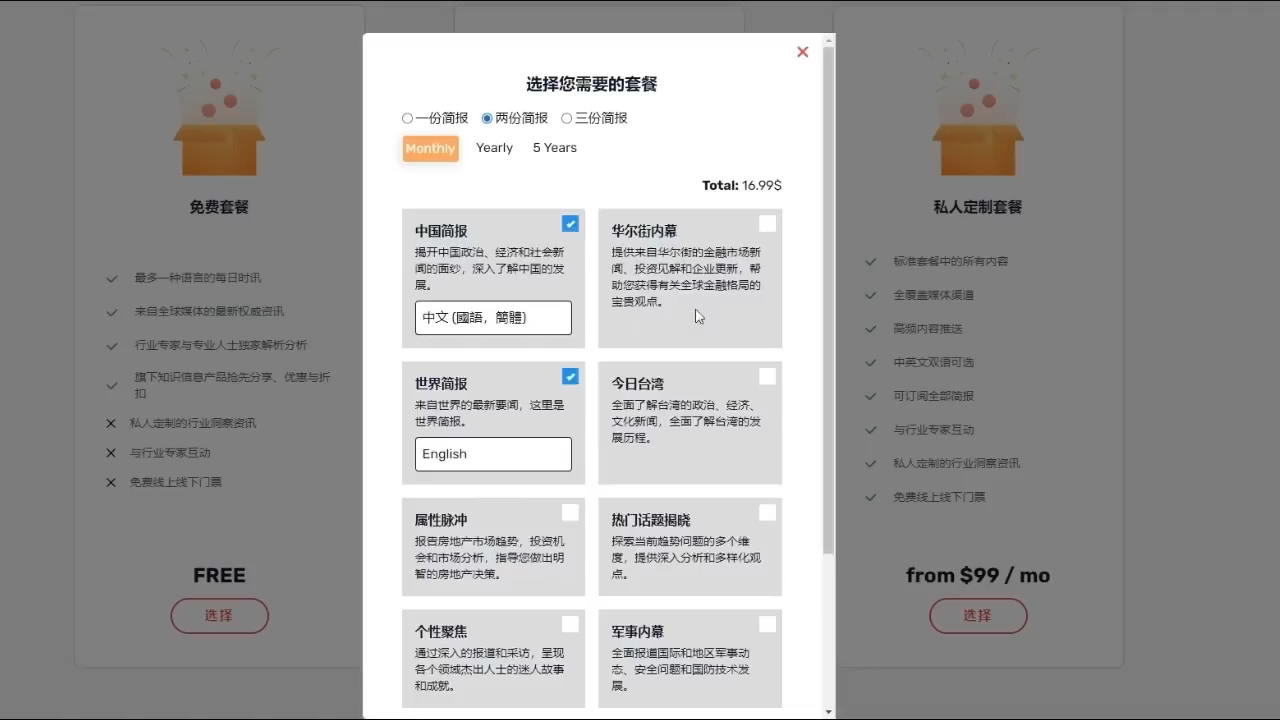 选择您需要的套餐
一份简报 两份简报 三份简报
Monthly Yearly 5 Years
Total: 16.99$
中国简报
揭开中国政治、经济和社会新
闻的面纱，深入了解中国的发
展。
中文 (國語，簡體)
华尔街内幕
提供来自华尔街的金融市场新
闻、投资见解和企业更新，帮
助您获得有关全球金融格局的
宝贵观点。
世界简报
来自世界的最新要闻，这里是
世界简报。
English
今日台湾
全面了解台湾的政治、经济、
文化新闻，全面了解台湾的发
展历程。
属性脉冲
报告房地产市场趋势，投资机
会和市场分析，指导您做出明
智的房地产决策。
热门话题揭晓
探索当前趋势问题的多个维
度，提供深入分析和多样化观
点。
个性聚焦
通过深入的报道和采访，呈现
各个领域杰出人士的迷人故事
和成就。
军事内幕
全面报道国际和地区军事动
态、安全问题和国防技术发
展。
免费套餐
最多一种语言的每日时讯
来自全球媒体的最新权威资讯
行业专家与专业人士独家解析分析
旗下知识信息产品抢先分享、优惠与折
扣
私人定制的行业洞察资讯
与行业专家互动
免费线上线下门票
FREE
选择
私人定制套餐
标准套餐中的所有内容
全覆盖媒体渠道
高频内容推送
中英文双语可选
可订阅全部简报
与行业专家互动
私人定制的行业洞察资讯
免费线上线下门票
from $99 / mo
选择